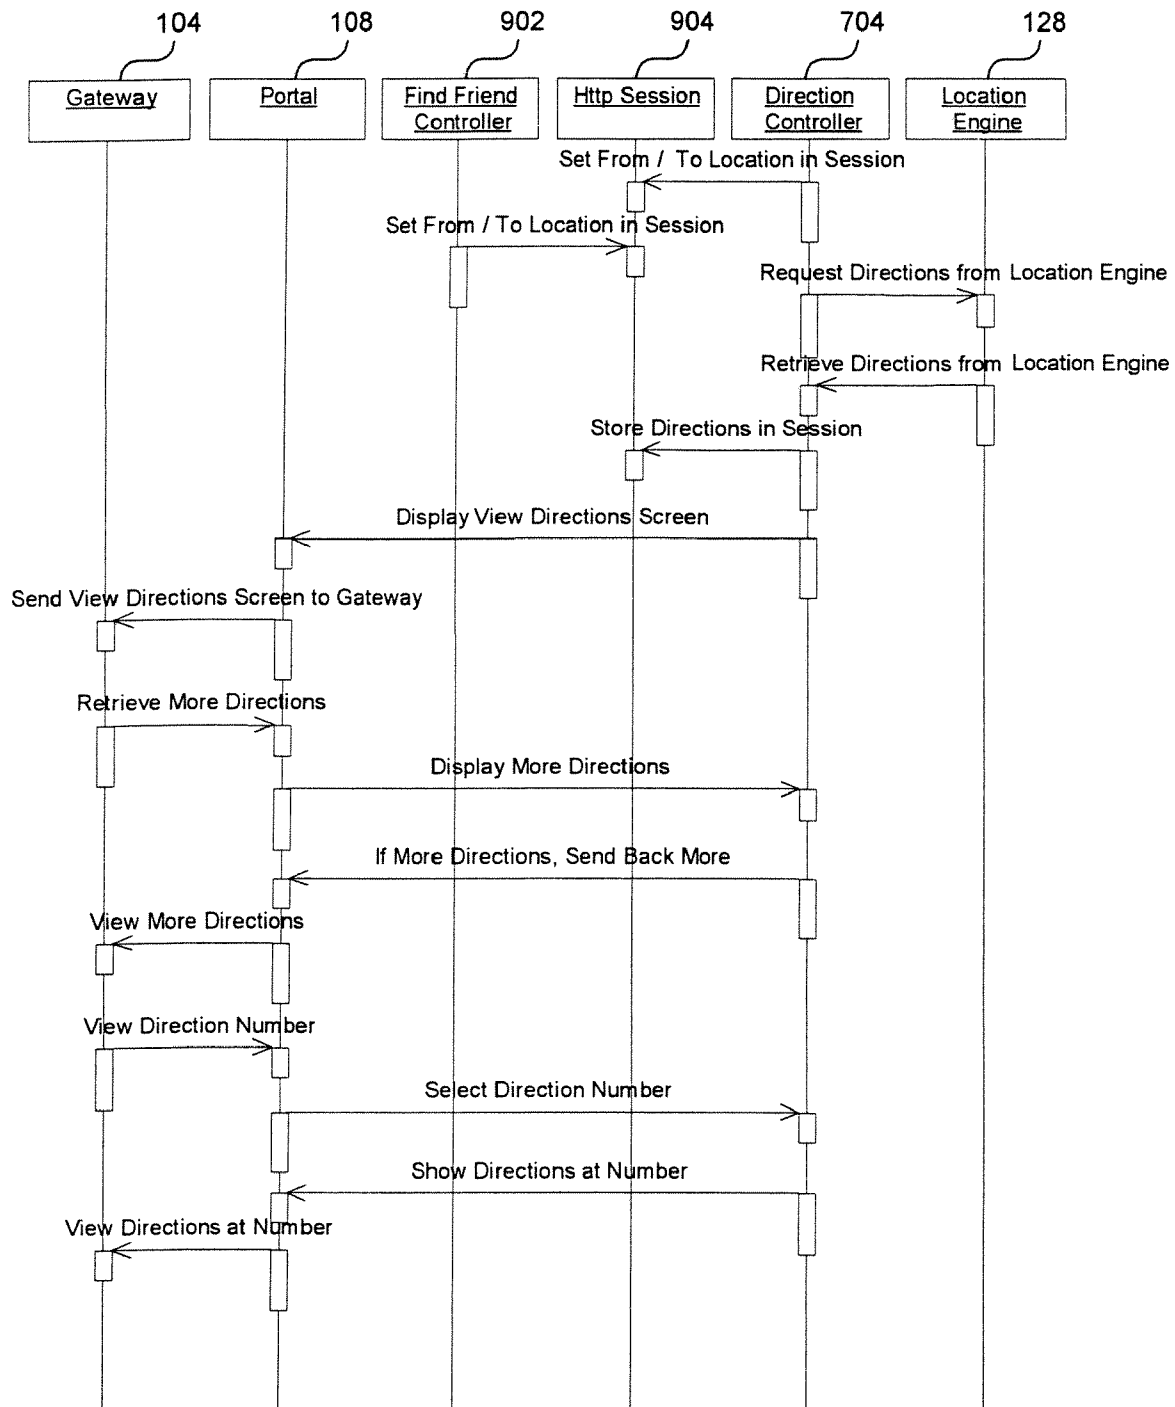 104 108 902 904 704 128
Gateway Portal Find Friend Http Session Direction Location
Controller Controller Engine
Set From / To Location in Session
Set From / To Location in Session
Request Directions from Location Engine
Retrieve Directions from Location Engine
Store Directions in Session
Display View Directions Screen
Send View Directions Screen to Gateway
Retrieve More Directions
Display More Directions
If More Directions, Send Back More
View More Directions
View Direction Number
Select Direction Number
Show Directions at Number
View Directions at Number